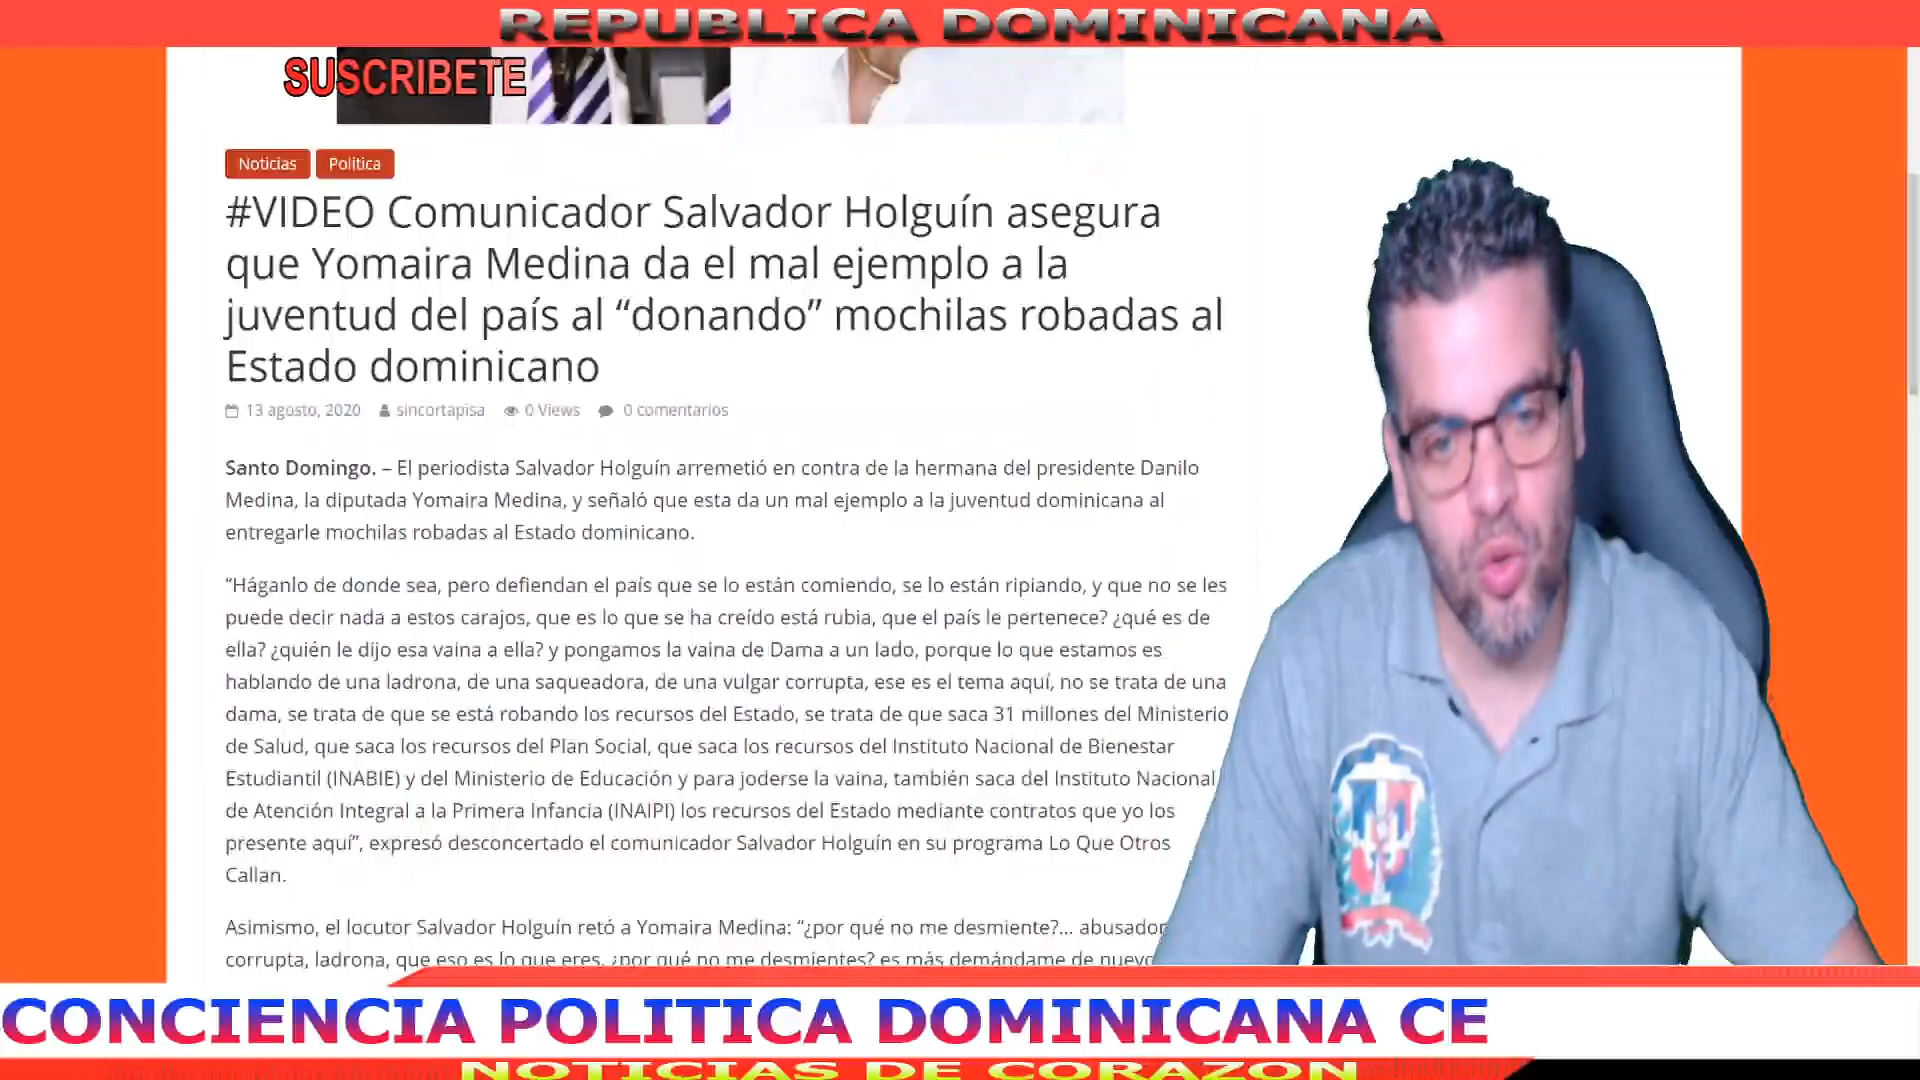 REPUBLICA DOMINICANA
SUSCRIBETE
Noticias Política
#VIDEO Comunicador Salvador Holguín asegura
que Yomaira Medina da el mal ejemplo a la
juventud del país al “donando” mochilas robadas al
Estado dominicano
13 agosto, 2020 sincortapisa 0 Views 0 comentarios
Santo Domingo. – El periodista Salvador Holguín arremetió en contra de la hermana del presidente Danilo
Medina, la diputada Yomaira Medina, y señaló que esta da un mal ejemplo a la juventud dominicana al
entregarle mochilas robadas al Estado dominicano.
“Háganlo de donde sea, pero defiendan el país que se lo están comiendo, se lo están ripiando, y que no se les
puede decir nada a estos carajos, que es lo que se ha creído está rubia, que el país le pertenece? ¿qué es de
ella? ¿quién le dijo esa vaina a ella? y pongamos la vaina de Dama a un lado, porque lo que estamos es
hablando de una ladrona, de una saqueadora, de una vulgar corrupta, ese es el tema aquí, no se trata de una
dama, se trata de que se está robando los recursos del Estado, se trata de que saca 31 millones del Ministerio
de Salud, que saca los recursos del Plan Social, que saca los recursos del Instituto Nacional de Bienestar
Estudiantil (INABIE) y del Ministerio de Educación y para joderse la vaina, también saca del Instituto Nacional
de Atención Integral a la Primera Infancia (INAIPI) los recursos del Estado mediante contratos que yo los
presente aquí”, expresó desconcertado el comunicador Salvador Holguín en su programa Lo Que Otros
Callan.
Asimismo, el locutor Salvador Holguín retó a Yomaira Medina: “¿por qué no me desmiente?... abusador
corrupta, ladrona, que eso es lo que eres, ¿por qué no me desmientes? es más demándame de nuevo
CONCIENCIA POLITICA DOMINICANA CE
NOTICIAS DE CORAZON